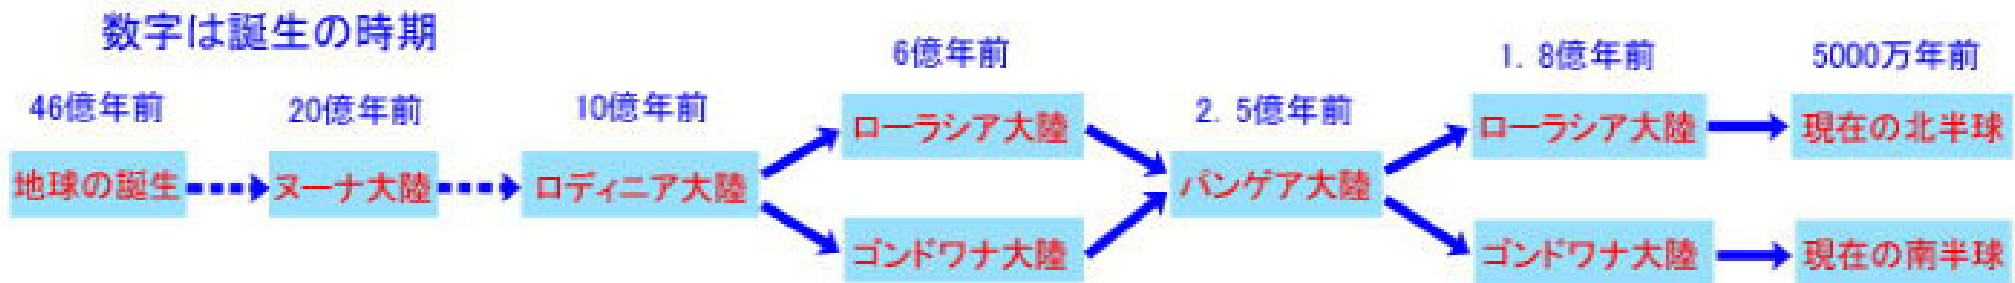 数字は誕生の時期
46億年前
地球の誕生
20億年前
ヌーナ大陸
10億年前
ロディニア大陸
6億年前
ローラシア大陸
ゴンドワナ大陸
2. 5億年前
パンゲア大陸
1. 8億年前
ローラシア大陸
ゴンドワナ大陸
5000万年前
現在の北半球
現在の南半球